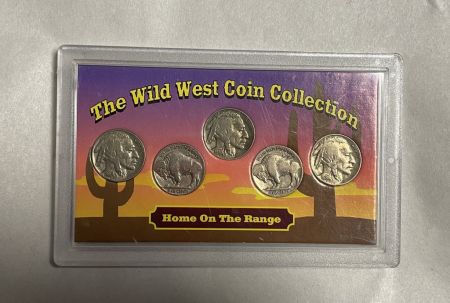 The Wild West Coin Collection
Home On The Range